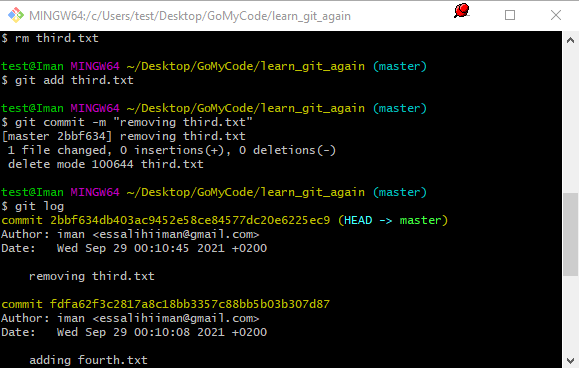 MINGW64:/c/Users/test/Desktop/GoMyCode/learn_git_again
$ rm third.txt
test@Iman MINGW64 ~/Desktop/GoMyCode/learn_git_again (master)
$ git add third.txt
test@Iman MINGW64 ~/Desktop/GoMyCode/learn_git_again (master)
$ git commit -m "removing third.txt"
[master 2bbf634] removing third.txt
 1 file changed, 0 insertions(+), 0 deletions(-)
 delete mode 100644 third.txt
test@Iman MINGW64 ~/Desktop/GoMyCode/learn_git_again (master)
$ git log
commit 2bbf634db403ac9452e58ce84577dc20e6225ec9 (HEAD -> master)
Author: iman <essalihiiman@gmail.com>
Date:   Wed Sep 29 00:10:45 2021 +0200
    removing third.txt
commit fdfa62f3c2817a8c18bb3357c88bb5b03b307d87
Author: iman <essalihiiman@gmail.com>
Date:   Wed Sep 29 00:10:08 2021 +0200
    adding fourth.txt